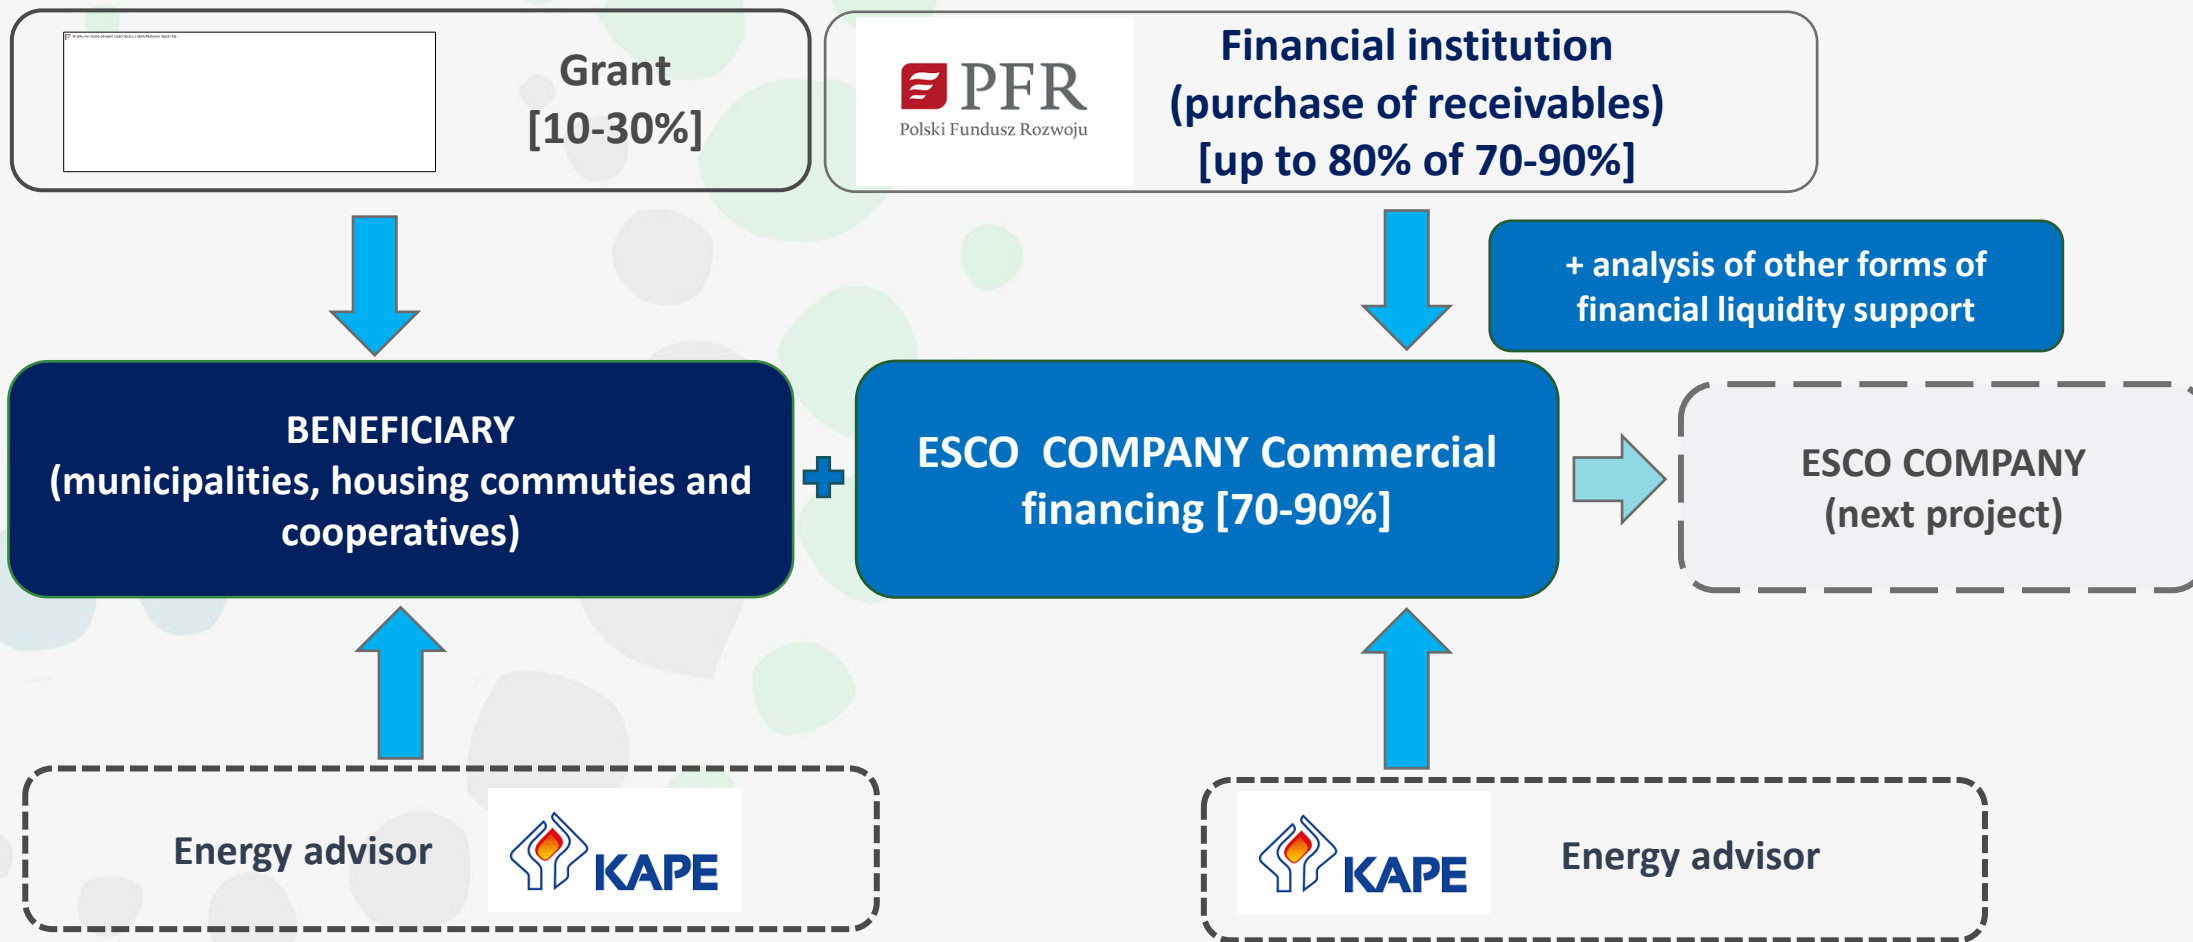 Grant
[10-30%]
PFR
Polski Fundusz Rozwoju
Financial institution
(purchase of receivables)
[up to 80% of 70-90%]
+ analysis of other forms of
financial liquidity support
BENEFICIARY
(municipalities, housing commuties and
cooperatives)
ESCO COMPANY Commercial
financing [70-90%]
ESCO COMPANY
(next project)
Energy advisor
KAPE
KAPE
Energy advisor